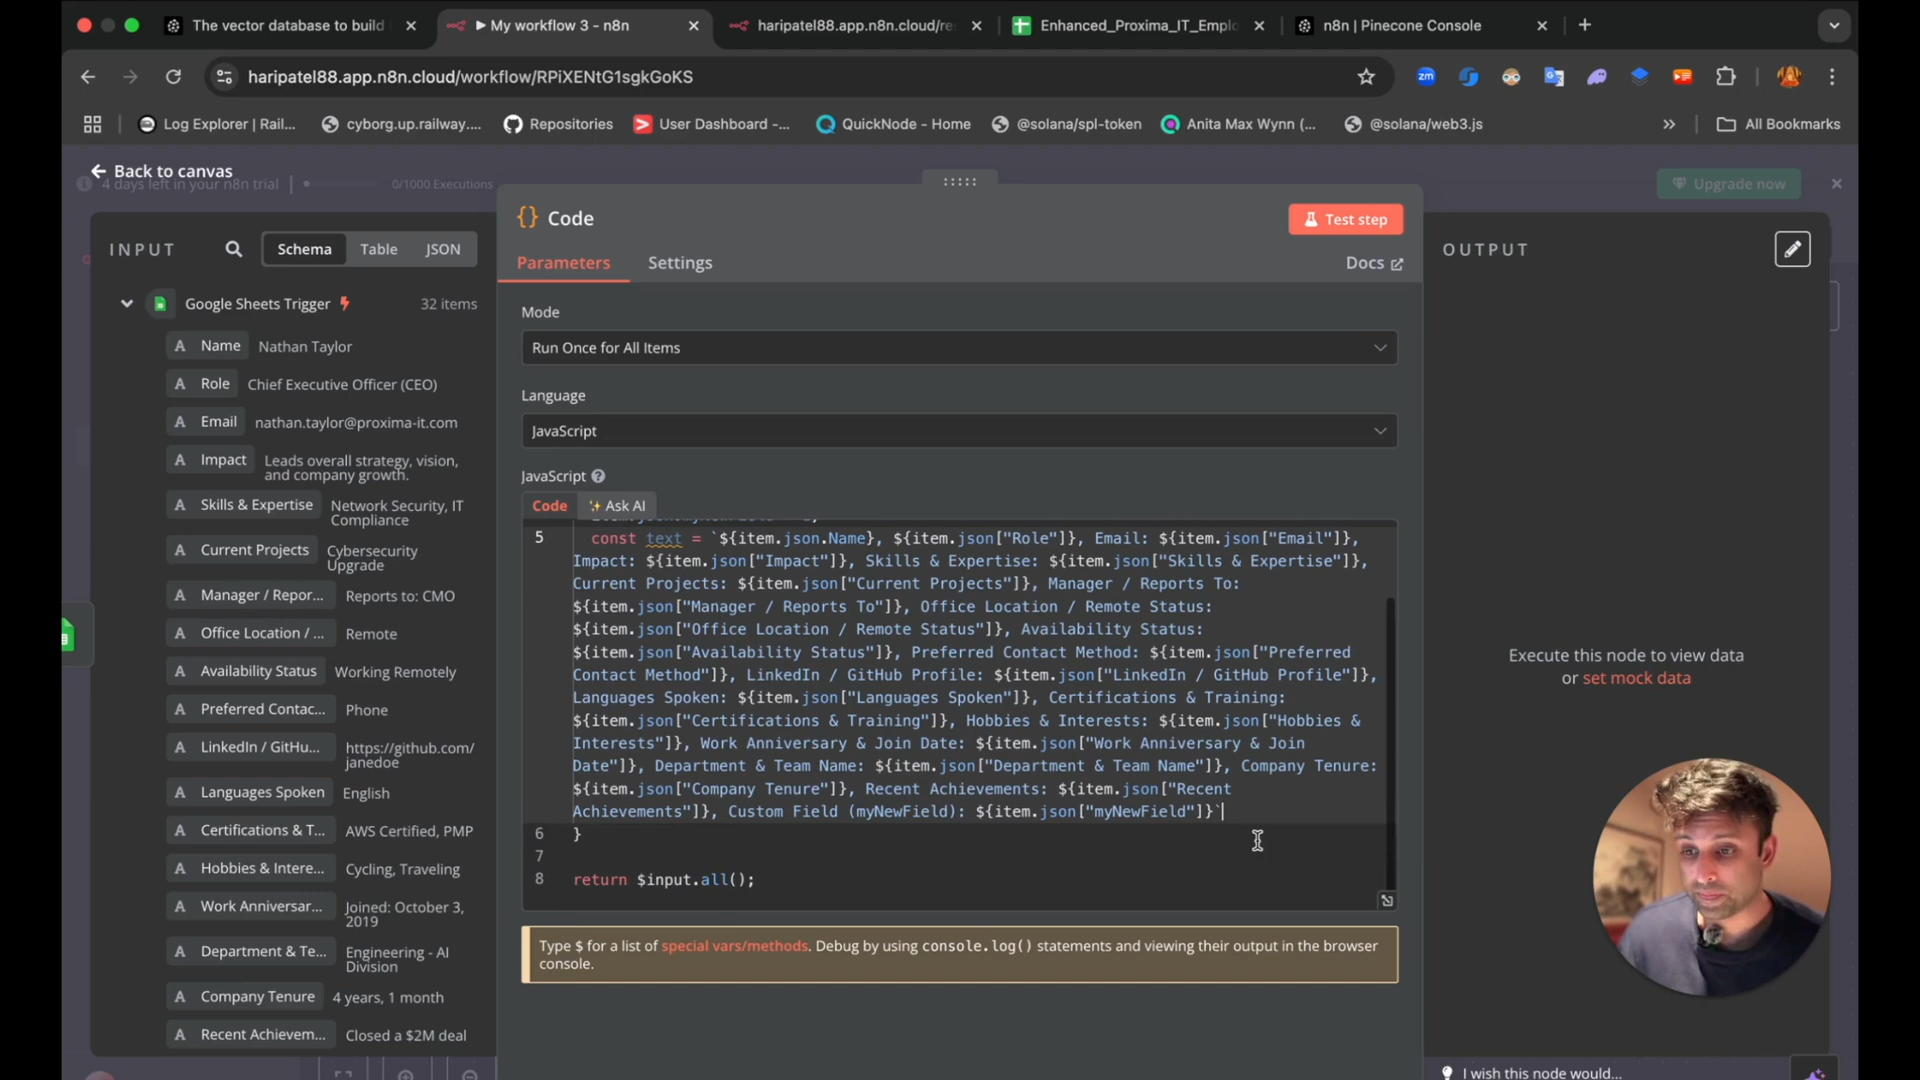 The vector database to build
My workflow 3 - n8n
haripatel88.app.n8n.cloud/re
Enhanced_Proxima_IT_Emplo
n8n | Pinecone Console
haripatel88.app.n8n.cloud/workflow/RPiXENtG1sgkGoKS
Log Explorer | Rail...
cyborg.up.railway....
Repositories
User Dashboard -...
QuickNode - Home
@solana/spl-token
Anita Max Wynn (...
@solana/web3.js
All Bookmarks
Back to canvas
4 days left in your n8n trial
0/1000 Executions
Upgrade now
INPUT
Schema
Table
JSON
Google Sheets Trigger
32 items
A Name Nathan Taylor
A Role Chief Executive Officer (CEO)
A Email nathan.taylor@proxima-it.com
A Impact Leads overall strategy, vision,
and company growth.
A Skills & Expertise Network Security, IT
Compliance
A Current Projects Cybersecurity
Upgrade
A Manager / Repor... Reports to: CMO
A Office Location / ... Remote
A Availability Status Working Remotely
A Preferred Contac... Phone
A LinkedIn / GitHu... https://github.com/
janedoe
A Languages Spoken English
A Certifications & T... AWS Certified, PMP
A Hobbies & Intere... Cycling, Traveling
A Work Anniversar... Joined: October 3,
2019
A Department & Te... Engineering - AI
Division
A Company Tenure 4 years, 1 month
A Recent Achievem... Closed a $2M deal
{} Code
Test step
Parameters
Settings
Docs
Mode
Run Once for All Items
Language
JavaScript
JavaScript
Code
Ask AI
5 const text = `${item.json.Name}, ${item.json["Role"]}, Email: ${item.json["Email"]},
Impact: ${item.json["Impact"]}, Skills & Expertise: ${item.json["Skills & Expertise"]},
Current Projects: ${item.json["Current Projects"]}, Manager / Reports To:
${item.json["Manager / Reports To"]}, Office Location / Remote Status:
${item.json["Office Location / Remote Status"]}, Availability Status:
${item.json["Availability Status"]}, Preferred Contact Method: ${item.json["Preferred
Contact Method"]}, LinkedIn / GitHub Profile: ${item.json["LinkedIn / GitHub Profile"]},
Languages Spoken: ${item.json["Languages Spoken"]}, Certifications & Training:
${item.json["Certifications & Training"]}, Hobbies & Interests: ${item.json["Hobbies &
Interests"]}, Work Anniversary & Join Date: ${item.json["Work Anniversary & Join
Date"]}, Department & Team Name: ${item.json["Department & Team Name"]}, Company Tenure:
${item.json["Company Tenure"]}, Recent Achievements: ${item.json["Recent
Achievements"]}, Custom Field (myNewField): ${item.json["myNewField"]}`
6 }
7
8 return $input.all();
Type $ for a list of special vars/methods. Debug by using console.log() statements and viewing their output in the browser
console.
OUTPUT
Execute this node to view data
or set mock data
I wish this node would...